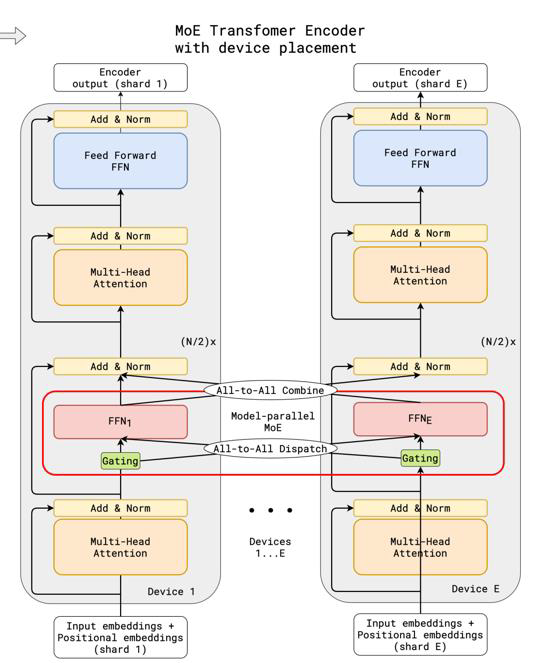 MoE Transfomer Encoder
with device placement
Encoder
output (shard 1)
Add & Norm
Feed Forward
FFN
Add & Norm
Multi-Head
Attention
(N/2)x
Add & Norm
FFN1
Gating
Add & Norm
Multi-Head
Attention
Device 1
Input embeddings +
Positional embeddings
(shard 1)
All-to-All Combine
Model-parallel
MoE
All-to-All Dispatch
• • •
Devices
1...E
Encoder
output (shard E)
Add & Norm
Feed Forward
FFN
Add & Norm
Multi-Head
Attention
(N/2)x
Add & Norm
FFNE
Gating
Add & Norm
Multi-Head
Attention
Device E
Input embeddings +
Positional embeddings
(shard E)